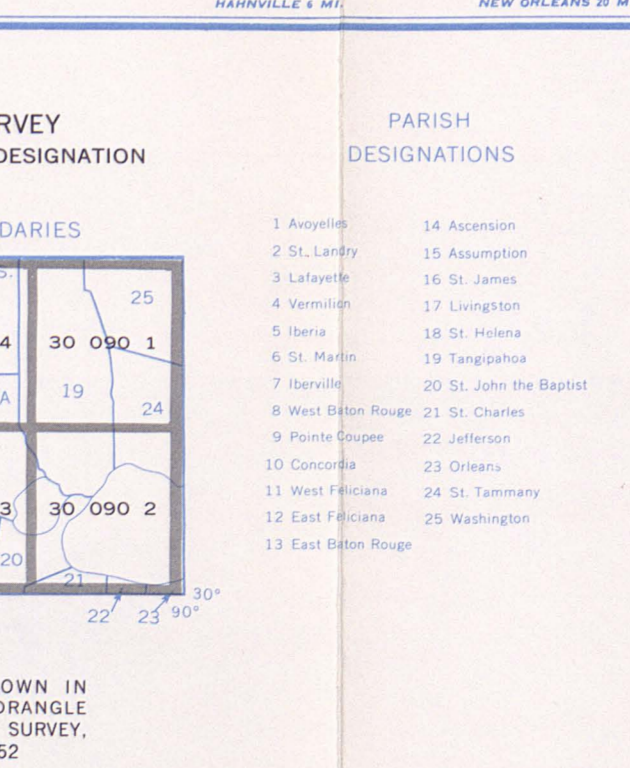 HAHNVILLE 6 MI.
NEW ORLEANS 20 M
RVEY
DESIGNATION
DARIES
S.
25
4
30 090 1
A
19
24
3
30 090 2
20
21
30°
22 23 90°
OWN IN
DRANGLE
SURVEY,
52
PARISH
DESIGNATIONS
1 Avoyelles
2 St. Landry
3 Lafayette
4 Vermilion
5 Iberia
6 St. Martin
7 Iberville
8 West Baton Rouge
9 Pointe Coupee
10 Concordia
11 West Feliciana
12 East Feliciana
13 East Baton Rouge
14 Ascension
15 Assumption
16 St. James
17 Livingston
18 St. Helena
19 Tangipahoa
20 St. John the Baptist
21 St. Charles
22 Jefferson
23 Orleans
24 St. Tammany
25 Washington